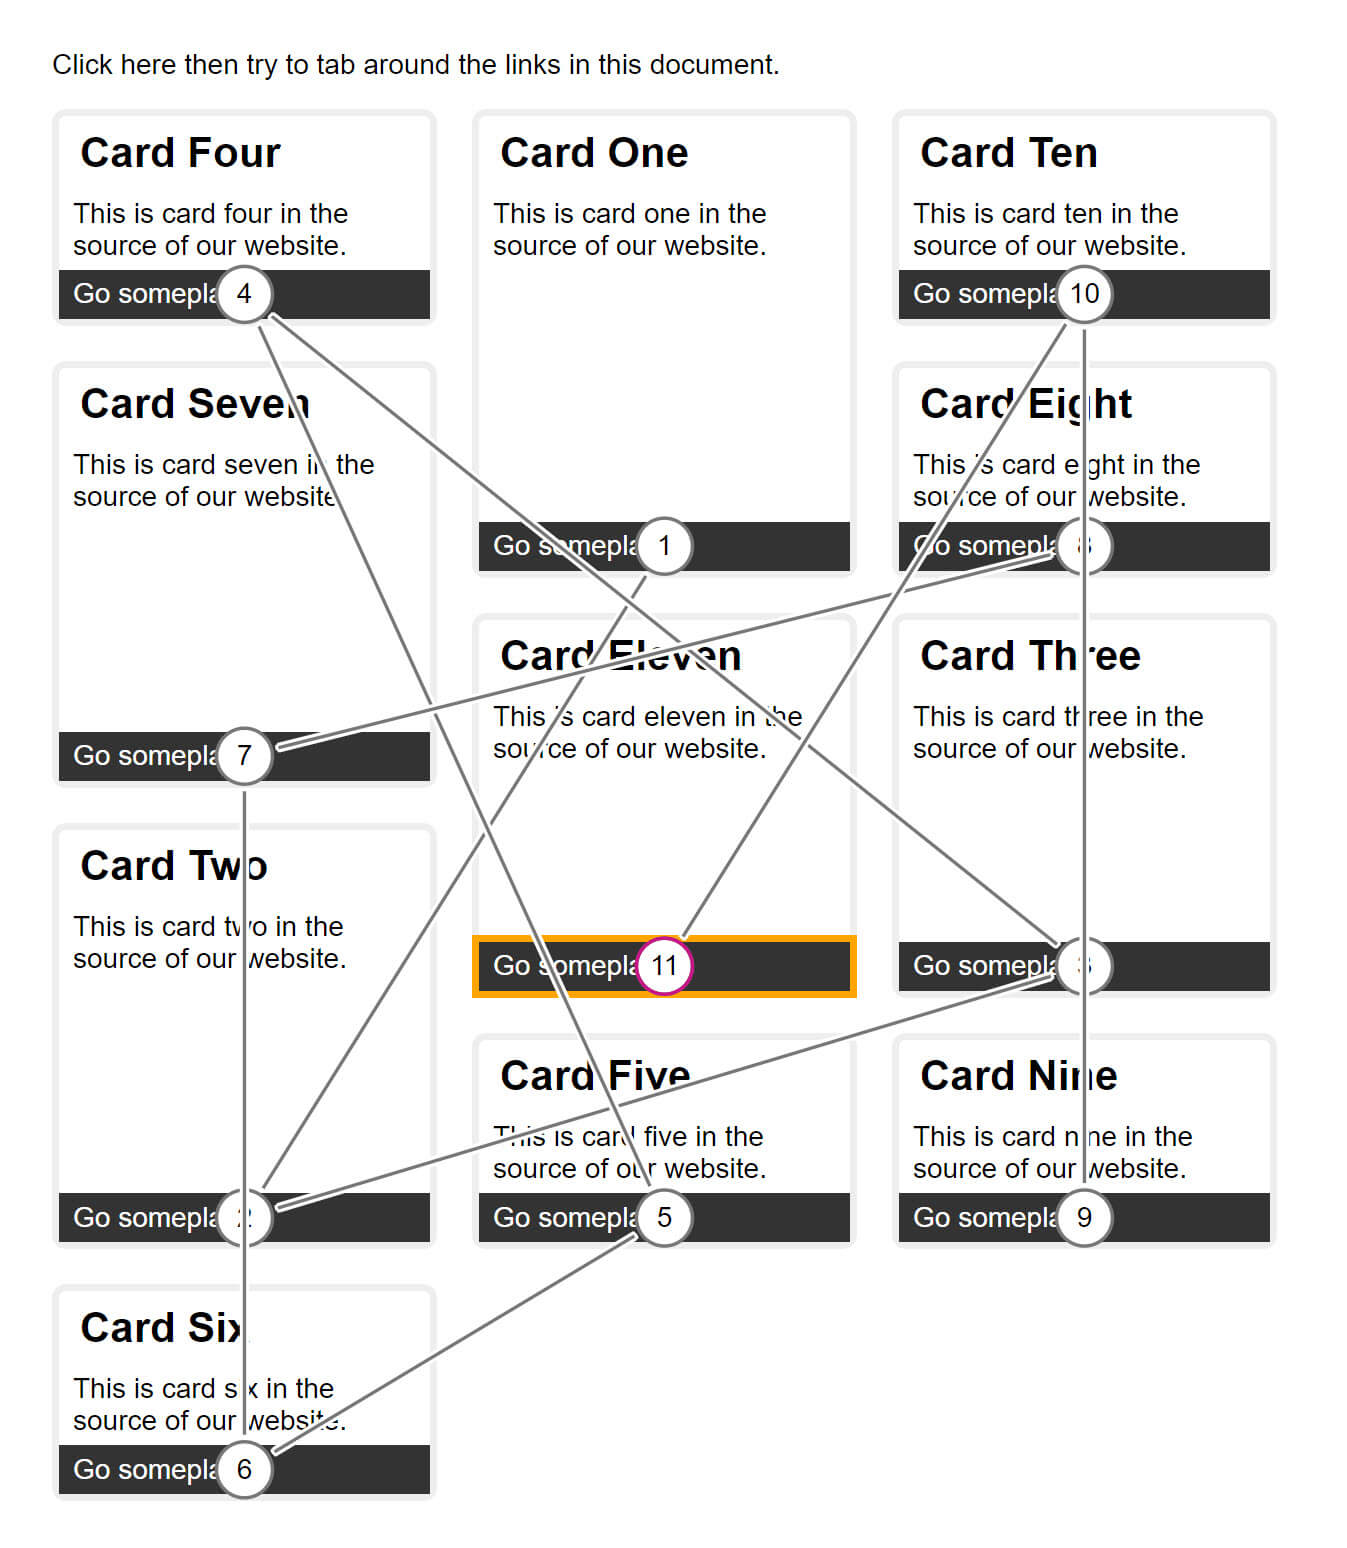 Click here then try to tab around the links in this document.
Card Four
This is card four in the
source of our website.
Go somepla
4
Card One
This is card one in the
source of our website.
Go somepla
1
Card Ten
This is card ten in the
source of our website.
Go somepla
10
Card Seven
This is card seven in the
source of our website
Go somepla
7
Card Eight
This is card eight in the
source of our website.
Go somepla
8
Card Eleven
This is card eleven in the
source of our website.
Go somepla
11
Card Three
This is card three in the
source of our website.
Go somepla
3
Card Two
This is card two in the
source of our website.
Go somepla
2
Card Five
This is card five in the
source of our website.
Go somepla
5
Card Nine
This is card nine in the
source of our website.
Go somepla
9
Card Six
This is card six in the
source of our website.
Go somepla
6